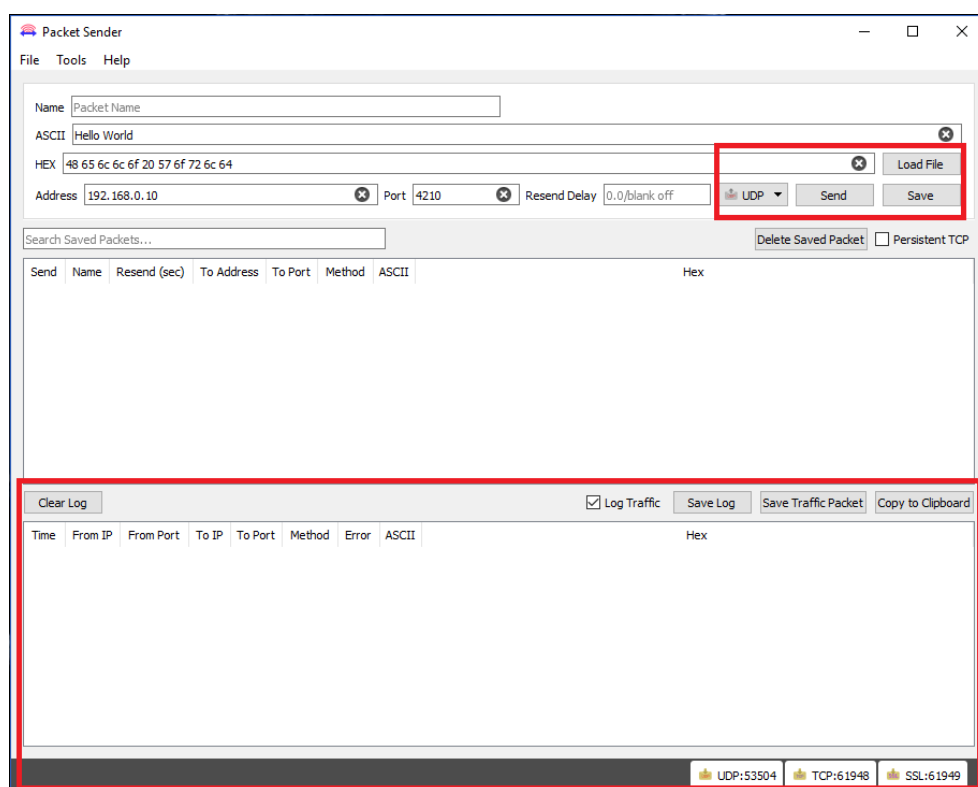 Packet Sender
File Tools Help
Name Packet Name
ASCII Hello World
HEX 48 65 6c 6c 6f 20 57 6f 72 6c 64 Load File
Address 192.168.0.10 Port 4210 Resend Delay 0.0/blank off UDP Send Save
Search Saved Packets... Delete Saved Packet Persistent TCP
Send Name Resend (sec) To Address To Port Method ASCII Hex
Clear Log Log Traffic Save Log Save Traffic Packet Copy to Clipboard
Time From IP From Port To IP To Port Method Error ASCII Hex
UDP:53504 TCP:61948 SSL:61949